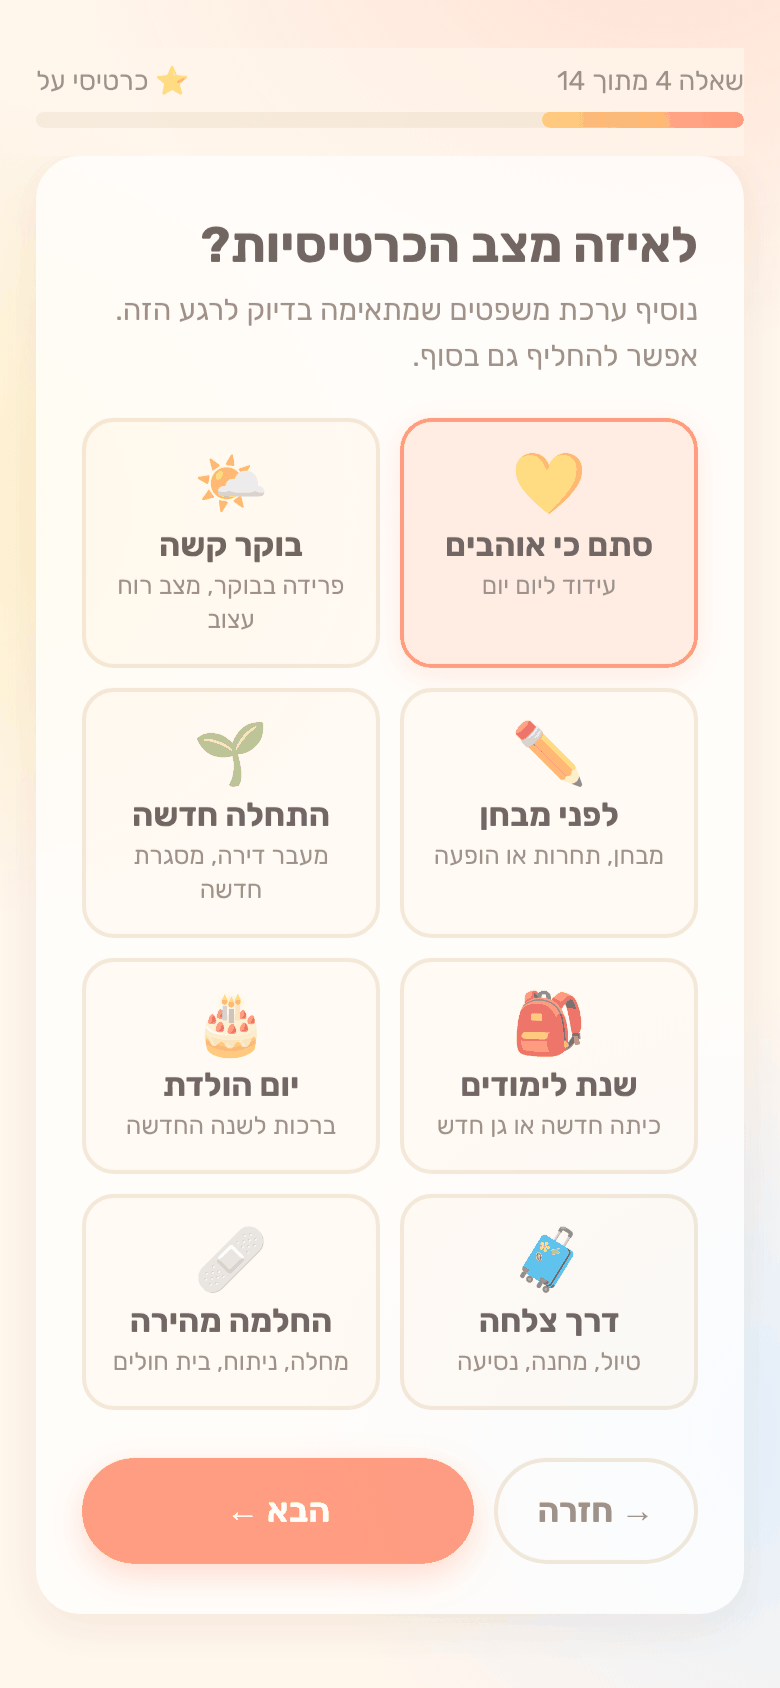 שאלה 4 מתוך 14
⭐ כרטיסי על
לאיזה מצב הכרטיסיות?
נוסיף ערכת משפטים שמתאימה בדיוק לרגע הזה.
אפשר להחליף גם בסוף.
סתם כי אוהבים
עידוד ליום יום
בוקר קשה
פרידה בבוקר, מצב רוח
עצוב
לפני מבחן
מבחן, תחרות או הופעה
התחלה חדשה
מעבר דירה, מסגרת
חדשה
שנת לימודים
כיתה חדשה או גן חדש
יום הולדת
ברכות לשנה החדשה
דרך צלחה
טיול, מחנה, נסיעה
החלמה מהירה
מחלה, ניתוח, בית חולים
→ חזרה
הבא ←